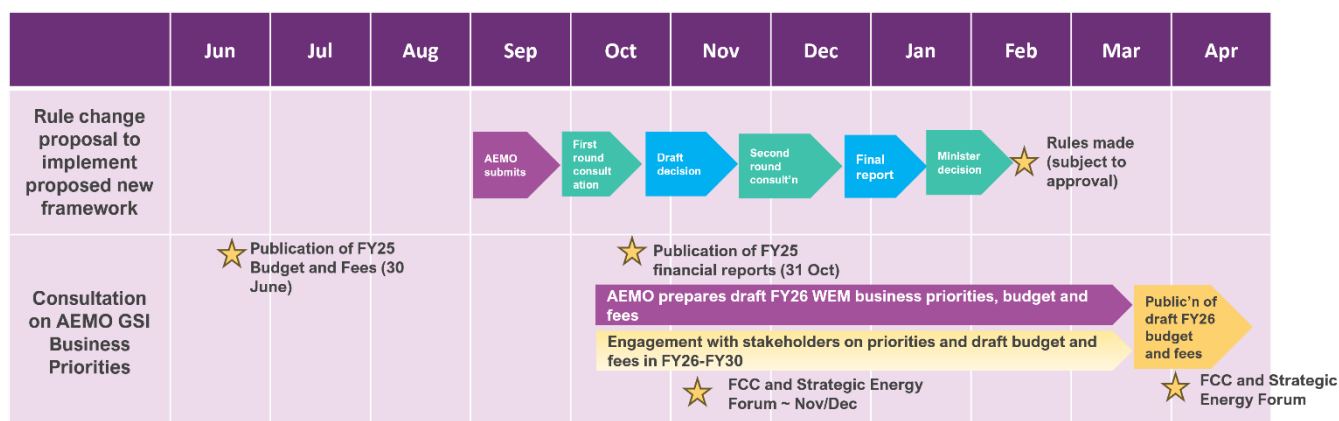 Jun Jul Aug Sep Oct Nov Dec Jan Feb Mar Apr
Rule change
proposal to
implement
proposed new
framework
AEMO
submits
First
round
consult
ation
Draft
decision
Second
round
consult'n
Final
report
Minister
decision
Rules made
(subject to
approval)
Consultation
on AEMO GSI
Business
Priorities
Publication of FY25
Budget and Fees (30
June)
Publication of FY25
financial reports (31 Oct)
AEMO prepares draft FY26 WEM business priorities, budget and
fees
Engagement with stakeholders on priorities and draft budget and
fees in FY26-FY30
FCC and Strategic Energy
Forum ~ Nov/Dec
Public'n of
draft FY26
budget
and fees
FCC and Strategic
Energy Forum